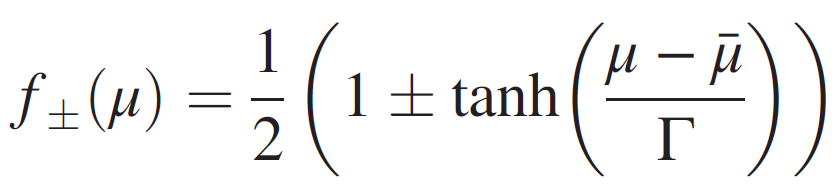 f±(μ) = 1/2 (1 ± tanh((μ − μ̄)/Γ))